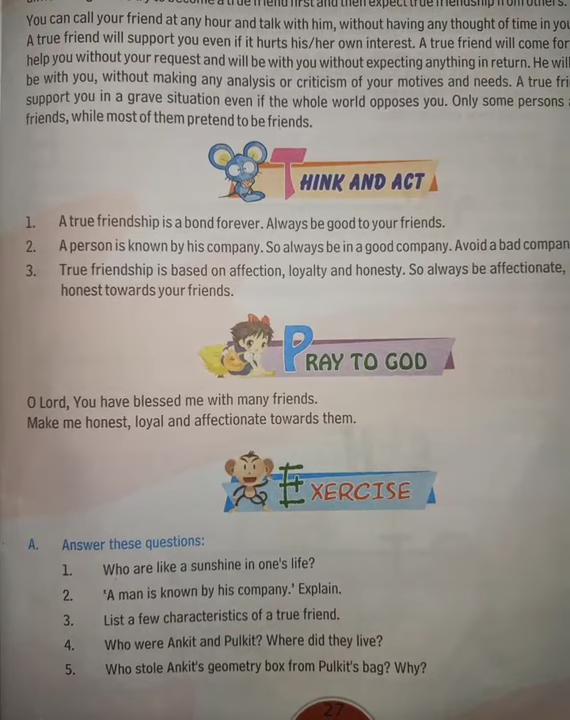 a true friend first and then expect true friendship from others.
You can call your friend at any hour and talk with him, without having any thought of time in
A true friend will support you even if it hurts his/her own interest. A true friend will come
help you without your request and will be with you without expecting anything in return. He
be with you, without making any analysis or criticism of your motives and needs. A true
support you in a grave situation even if the whole world opposes you. Only some persons
friends, while most of them pretend to be friends.
THINK AND ACT
1. A true friendship is a bond forever. Always be good to your friends.
2. A person is known by his company. So always be in a good company. Avoid a bad compan
3. True friendship is based on affection, loyalty and honesty. So always be affectionate,
honest towards your friends.
PRAY TO GOD
O Lord, You have blessed me with many friends.
Make me honest, loyal and affectionate towards them.
EXERCISE
A. Answer these questions:
1. Who are like a sunshine in one's life?
2. 'A man is known by his company.' Explain.
3. List a few characteristics of a true friend.
4. Who were Ankit and Pulkit? Where did they live?
5. Who stole Ankit's geometry box from Pulkit's bag? Why?
27